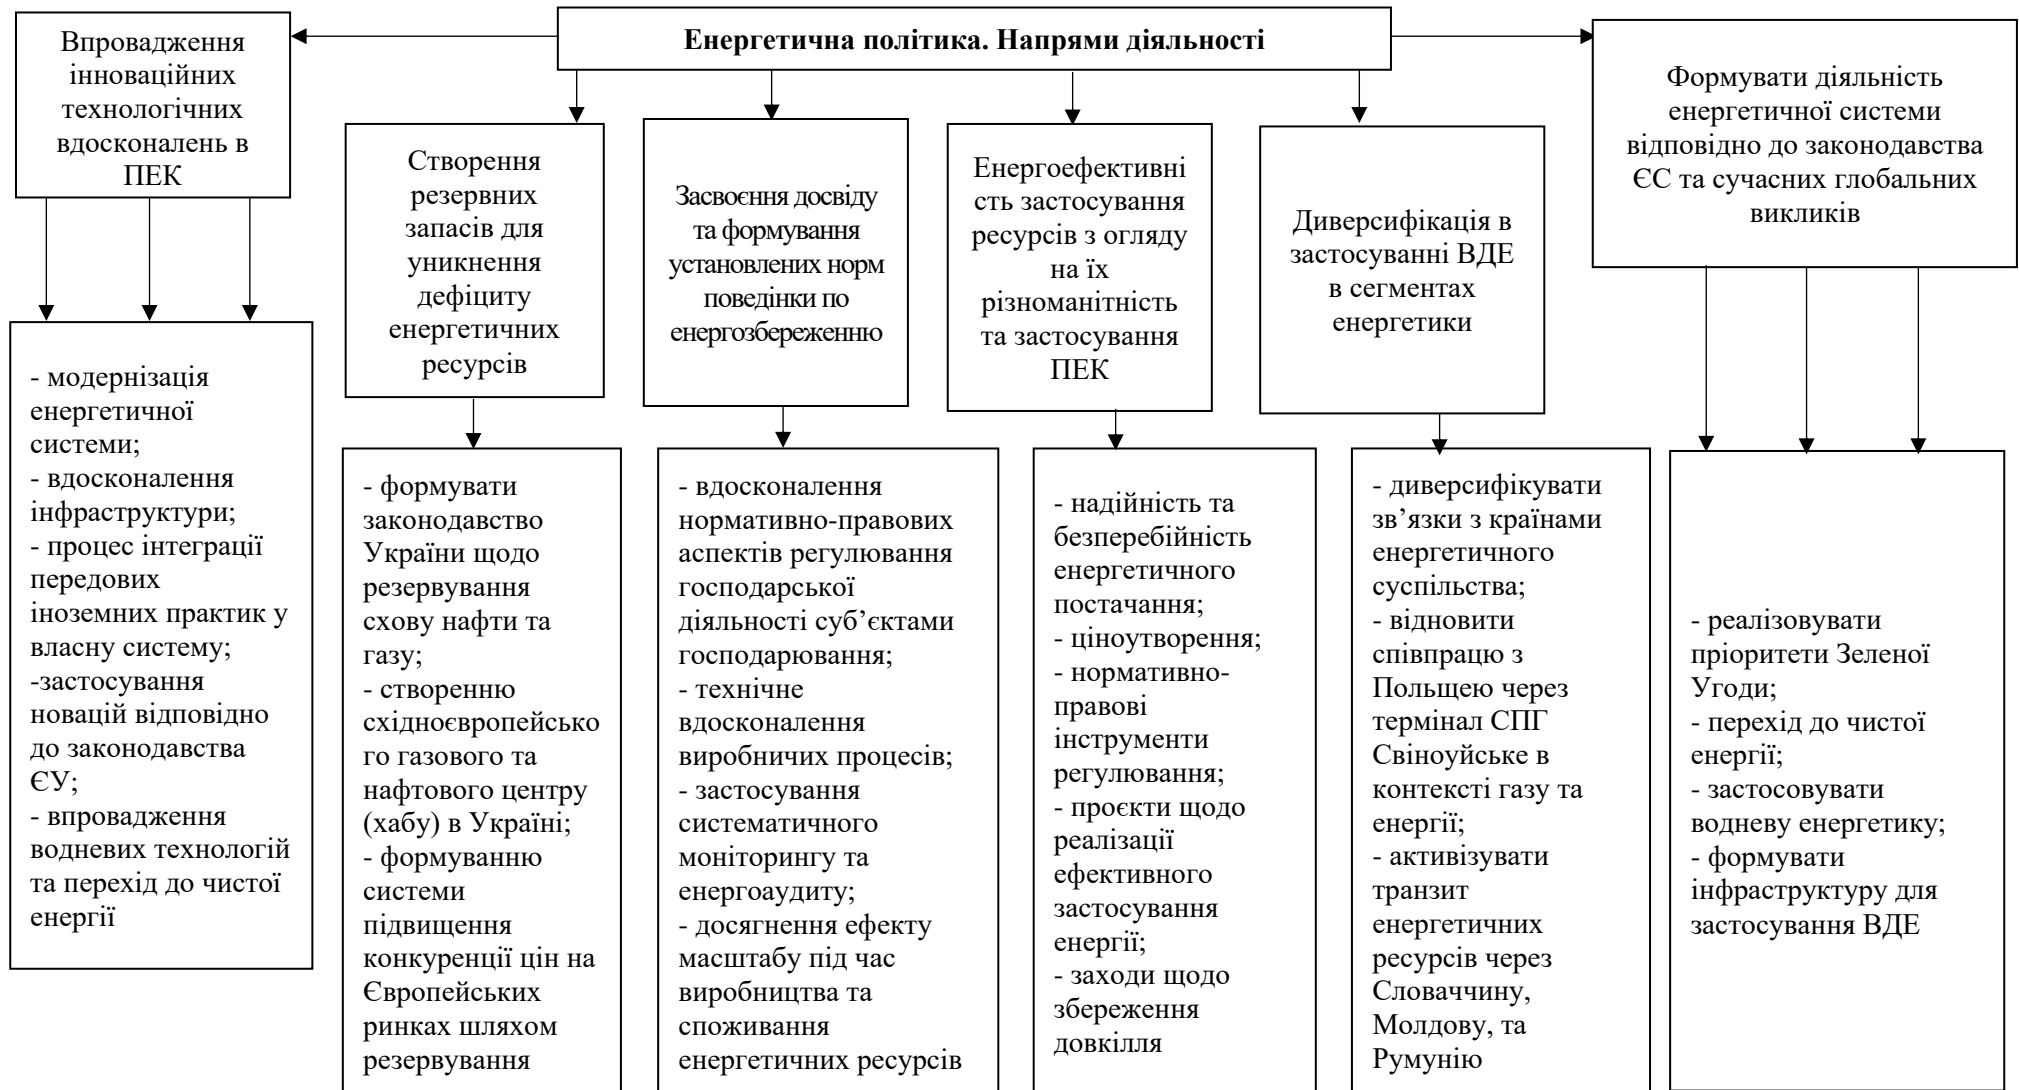 Енергетична політика. Напрями діяльності
Впровадження
інноваційних
технологічних
вдосконалень в
ПЕК
Створення
резервних
запасів для
уникнення
дефіциту
енергетичних
ресурсів
Засвоєння досвіду
та формування
установлених норм
поведінки по
енергозбереженню
Енергоефективні
сть застосування
ресурсів з огляду
на їх
різноманітність
та застосування
ПЕК
Диверсифікація в
застосуванні ВДЕ
в сегментах
енергетики
Формувати діяльність
енергетичної системи
відповідно до законодавства
ЄС та сучасних глобальних
викликів
- модернізація
енергетичної
системи;
- вдосконалення
інфраструктури;
- процес інтеграції
передових
іноземних практик у
власну систему;
-застосування
новацій відповідно
до законодавства
ЄУ;
- впровадження
водневих технологій
та перехід до чистої
енергії
- формувати
законодавство
України щодо
резервування
схову нафти та
газу;
- створенню
східноєвропейсько
го газового та
нафтового центру
(хабу) в Україні;
- формуванню
системи
підвищення
конкуренції цін на
Європейських
ринках шляхом
резервування
- вдосконалення
нормативно-правових
аспектів регулювання
господарської
діяльності суб’єктами
господарювання;
- технічне
вдосконалення
виробничих процесів;
- застосування
систематичного
моніторингу та
енергоаудиту;
- досягнення ефекту
масштабу під час
виробництва та
споживання
енергетичних ресурсів
- надійність та
безперебійність
енергетичного
постачання;
- ціноутворення;
- нормативно-
правові
інструменти
регулювання;
- проєкти щодо
реалізації
ефективного
застосування
енергії;
- заходи щодо
збереження
довкілля
- диверсифікувати
зв’язки з країнами
енергетичного
суспільства;
- відновити
співпрацю з
Польщею через
термінал СПГ
Свіноуйське в
контексті газу та
енергії;
- активізувати
транзит
енергетичних
ресурсів через
Словаччину,
Молдову, та
Румунію
- реалізовувати
пріоритети Зеленої
Угоди;
- перехід до чистої
енергії;
- застосовувати
водневу енергетику;
- формувати
інфраструктуру для
застосування ВДЕ